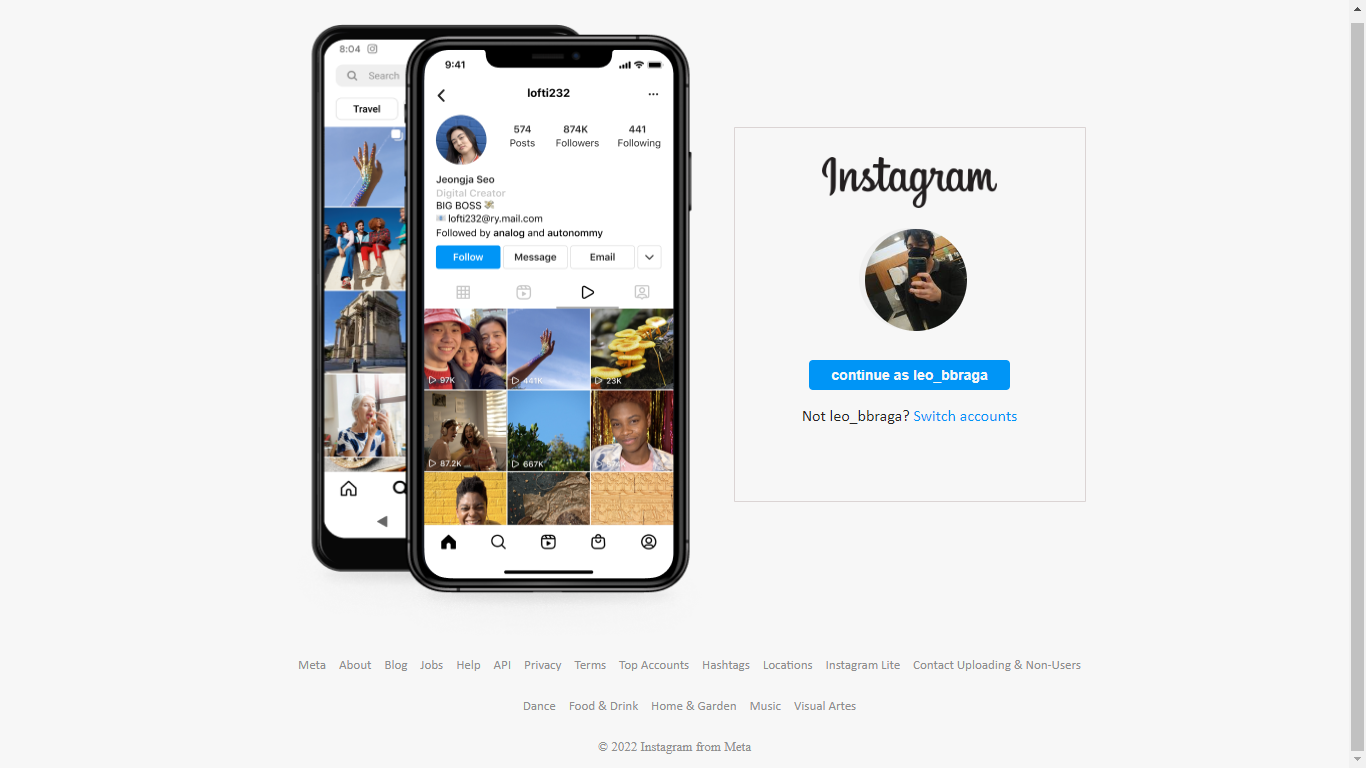 8:04
Search
Travel
9:41
lofti232
574 874K 441
Posts Followers Following
Jeongja Seo
Digital Creator
BIG BOSS
lofti232@ry.mail.com
Followed by analog and autonommy
Follow Message Email
97K 441K 23K
87.2K 667K
Instagram
continue as leo_bbraga
Not leo_bbraga? Switch accounts
Meta About Blog Jobs Help API Privacy Terms Top Accounts Hashtags Locations Instagram Lite Contact Uploading & Non-Users
Dance Food & Drink Home & Garden Music Visual Artes
© 2022 Instagram from Meta